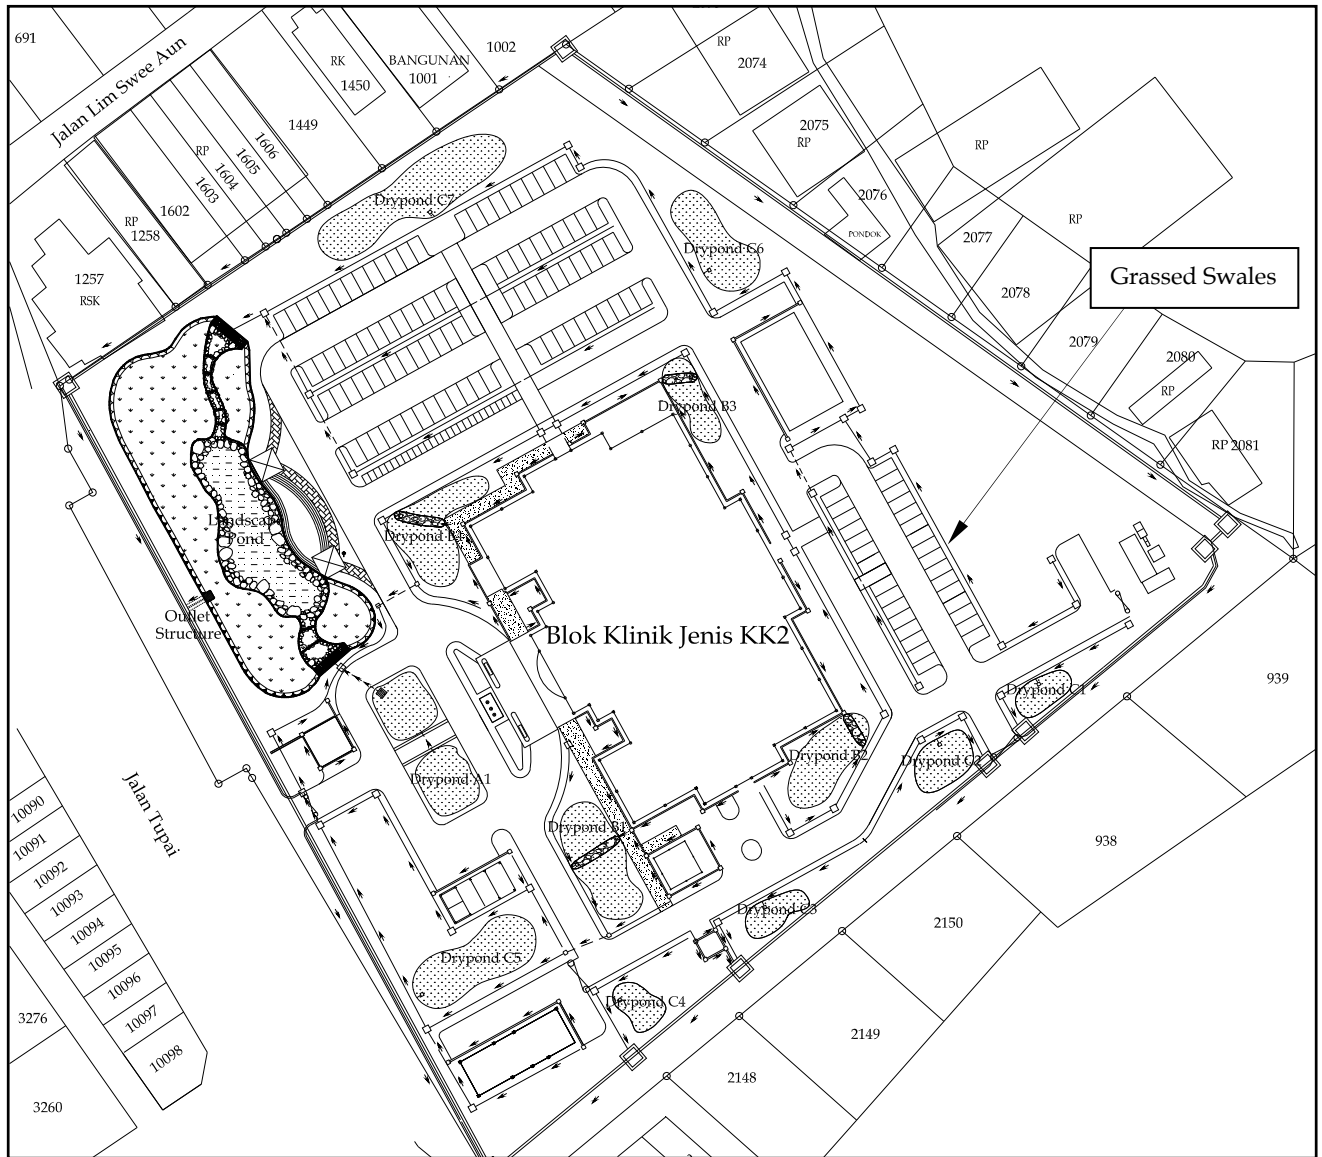 691
Jalan Lim Swee Aun
RK
1450
BANGUNAN
1001
1002
RP
2074
1449
1606
1605
RP
1604
1603
1602
RP
1258
1257
RSK
2075
RP
RP
2076
PONDOK
RP
2077
2078
2079
2080
RP
RP 2081
Grassed Swales
Drypond C7
Drypond C6
Drypond B3
Drypond B4
Landscape
Pond
Outlet
Structure
Blok Klinik Jenis KK2
Drypond C1
Drypond C2
Drypond B2
Drypond A1
Drypond B1
Drypond C3
Drypond C5
Drypond C4
939
938
2150
2149
2148
Jalan Tupai
10090
10091
10092
10093
10094
10095
10096
10097
10098
3276
3260